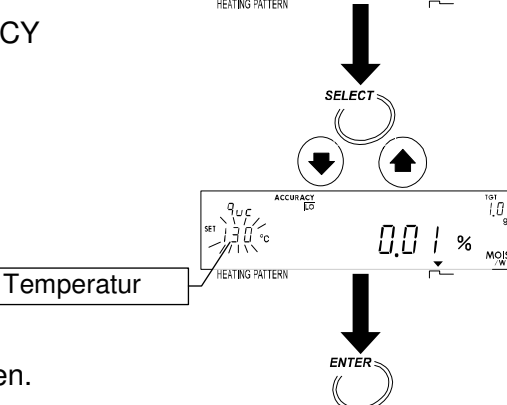 HEATING PATTERN
CY
SELECT
ACCURACY
LO
TGT
1.0
g
quc
SET 130 °C
0.01 %
MOIS
/W
HEATING PATTERN
Temperatur
ENTER
en.